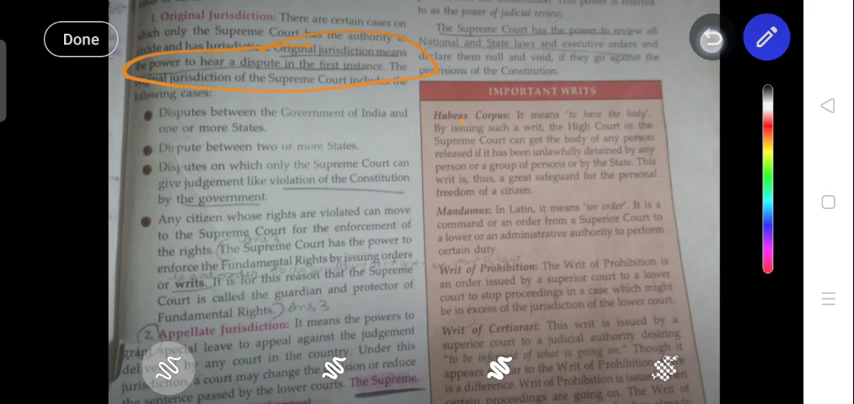 Done
1. Original Jurisdiction: There are certain cases on
which only the Supreme Court has the authority to
decide and has Jurisdiction. Original jurisdiction means
the power to hear a dispute in the first instance. The
original jurisdiction of the Supreme Court includes the
following cases:
Disputes between the Government of India and
one or more States.
Dispute between two or more States.
Disputes on which only the Supreme Court can
give judgement like violation of the Constitution
by the government.
Any citizen whose rights are violated can move
to the Supreme Court for the enforcement of
the rights. (The Supreme Court has the power to
enforce the Fundamental Rights by issuing orders
or writs. It is for this reason that the Supreme
Court is called the guardian and protector of
Fundamental Rights.) Ans 3
2. Appellate Jurisdiction: It means the powers to
grant special leave to appeal against the judgement
by any court in the country. Under this
a court may change the or reduce
the sentence passed by the lower courts. The Supreme
to as the power of judicial review.
The Supreme Court has the power to review all
National and State laws and executive orders and
declare them null and void, if they go against the
provisions of the Constitution.
IMPORTANT WRITS
Habeas Corpus: It means 'to have the body'.
By issuing such a writ, the High Court or the
Supreme Court can get the body of any person
released if it has been unlawfully detained by any
person or a group of persons or by the State. This
writ is, thus, a great safeguard for the personal
freedom of a citizen.
Mandamus: In Latin, it means 'we order'. It is a
command or an order from a Superior Court to
a lower or an administrative authority to perform
certain duty.
Writ of Prohibition: The Writ of Prohibition is
an order issued by a superior court to a lower
court to stop proceedings in a case which might
be in excess of the jurisdiction of the lower court.
Writ of Certiorari: This writ is issued by a
superior court to a judicial authority desiring
"to be informed of what is going on." Though it
appears to the Writ of Prohibition
is a difference. Writ of Prohibition is issued
certain proceedings are going on. The Writ of